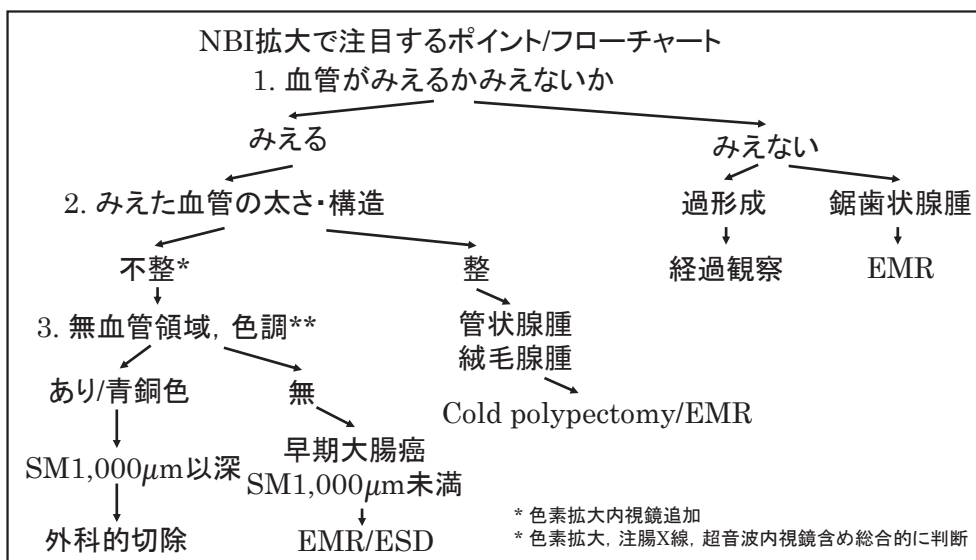 NBI拡大で注目するポイント/フローチャート
1. 血管がみえるかみえないか
みえる
みえない
2. みえた血管の太さ・構造
過形成
鋸歯状腺腫
不整*
整
経過観察
EMR
3. 無血管領域, 色調**
管状腺腫
絨毛腺腫
あり/青銅色
無
Cold polypectomy/EMR
早期大腸癌
SM1,000μm以深
SM1,000μm未満
外科的切除
EMR/ESD
* 色素拡大内視鏡追加
* 色素拡大, 注腸X線, 超音波内視鏡含め総合的に判断